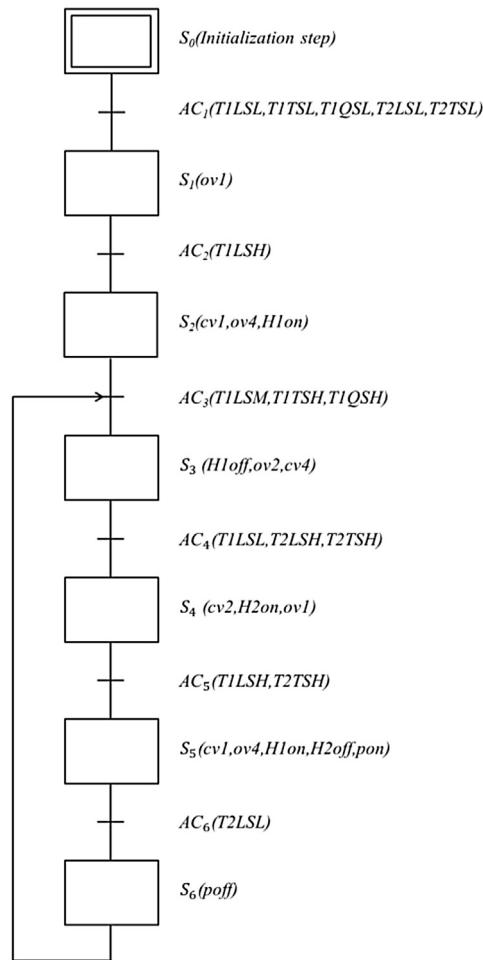 S₀(Initialization step)
AC₁(T1LSL,T1TSL,T1QSL,T2LSL,T2TSL)
S₁(ov1)
AC₂(T1LSH)
S₂(cv1,ov4,H1on)
AC₃(T1LSM,T1TSH,T1QSH)
S₃ (H1off,ov2,cv4)
AC₄(T1LSL,T2LSH,T2TSH)
S₄ (cv2,H2on,ov1)
AC₅(T1LSH,T2TSH)
S₅(cv1,ov4,H1on,H2off,pon)
AC₆(T2LSL)
S₆(poff)